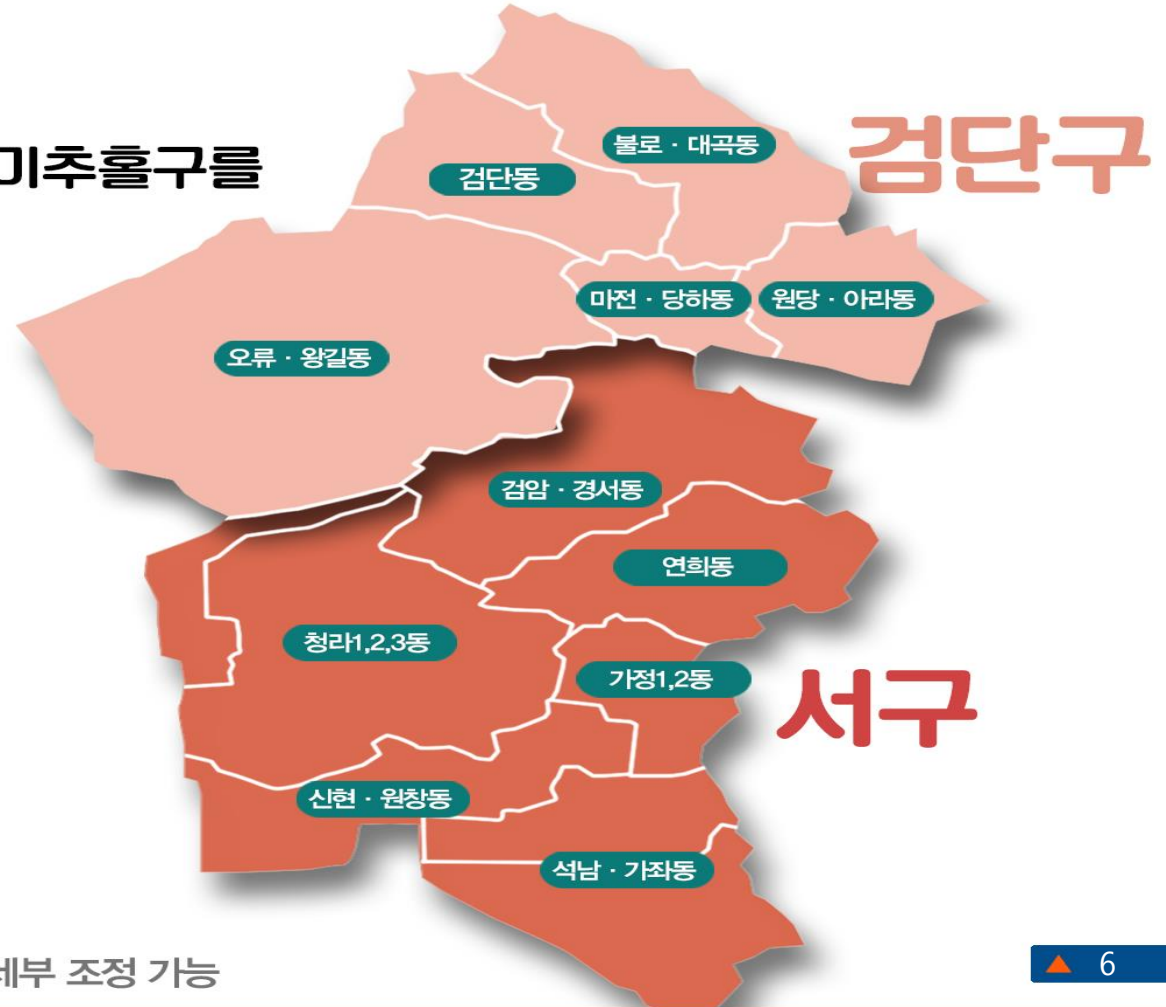 미추홀구를
검단구
불로 · 대곡동
검단동
마전 · 당하동
원당 · 아라동
오류 · 왕길동
검암 · 경서동
연희동
청라1,2,3동
가정1,2동
서구
신현 · 원창동
석남 · 가좌동
세부 조정 가능
6